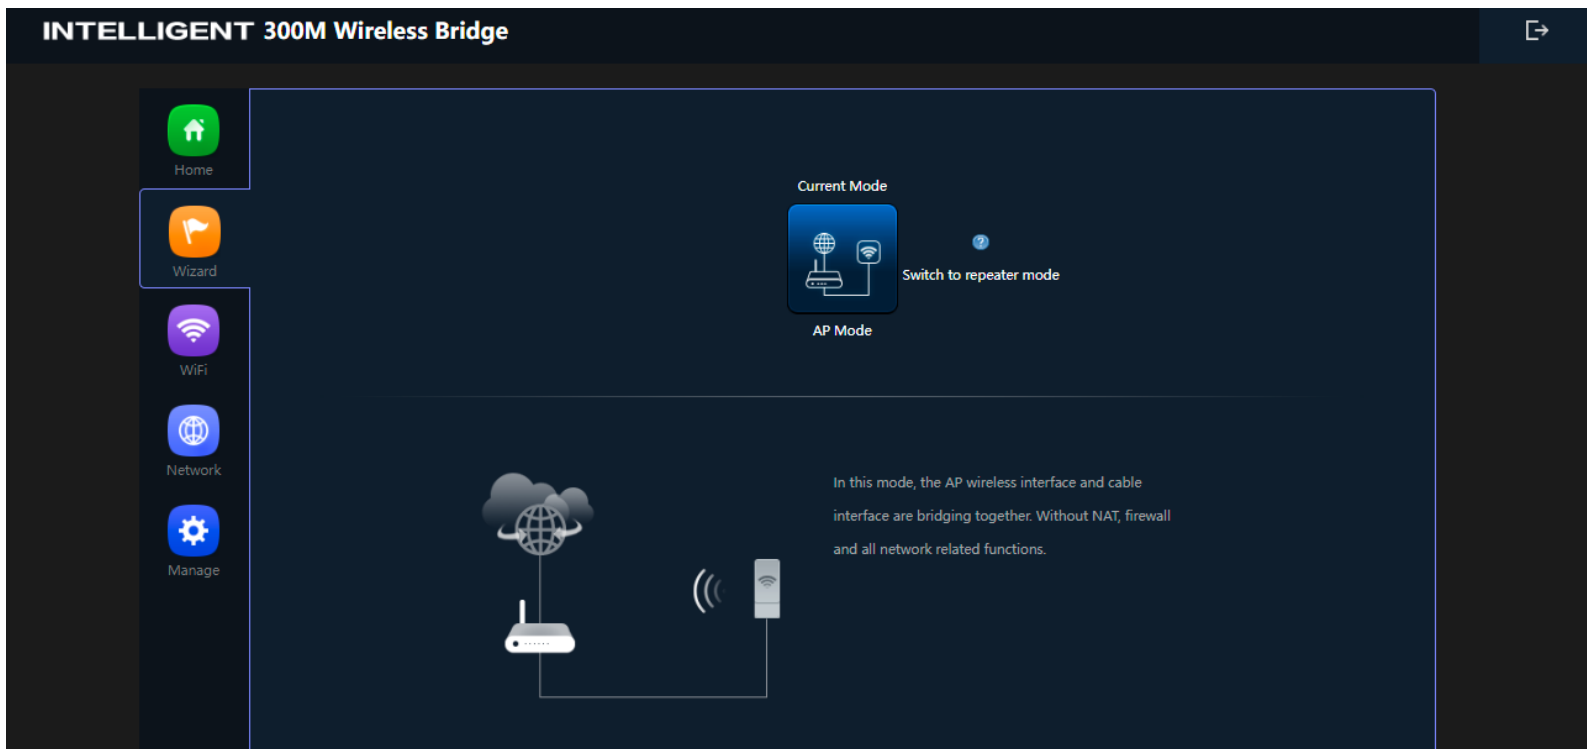 INTELLIGENT 300M Wireless Bridge
Home
Wizard
WiFi
Network
Manage
Current Mode
?
Switch to repeater mode
AP Mode
In this mode, the AP wireless interface and cable
interface are bridging together. Without NAT, firewall
and all network related functions.